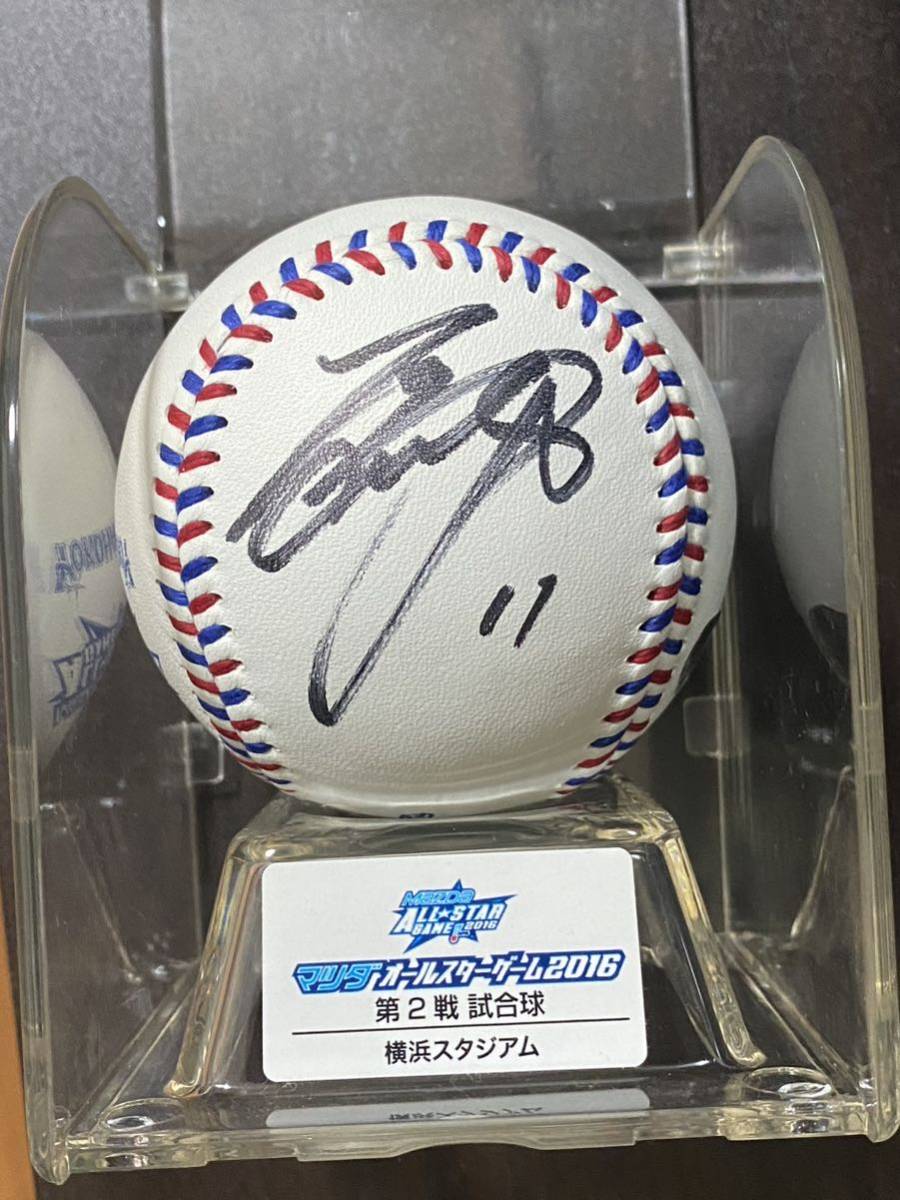 11
MAZDA
ALL★STAR
GAME 2016
マツダオールスターゲーム2016
第2戦 試合球
横浜スタジアム